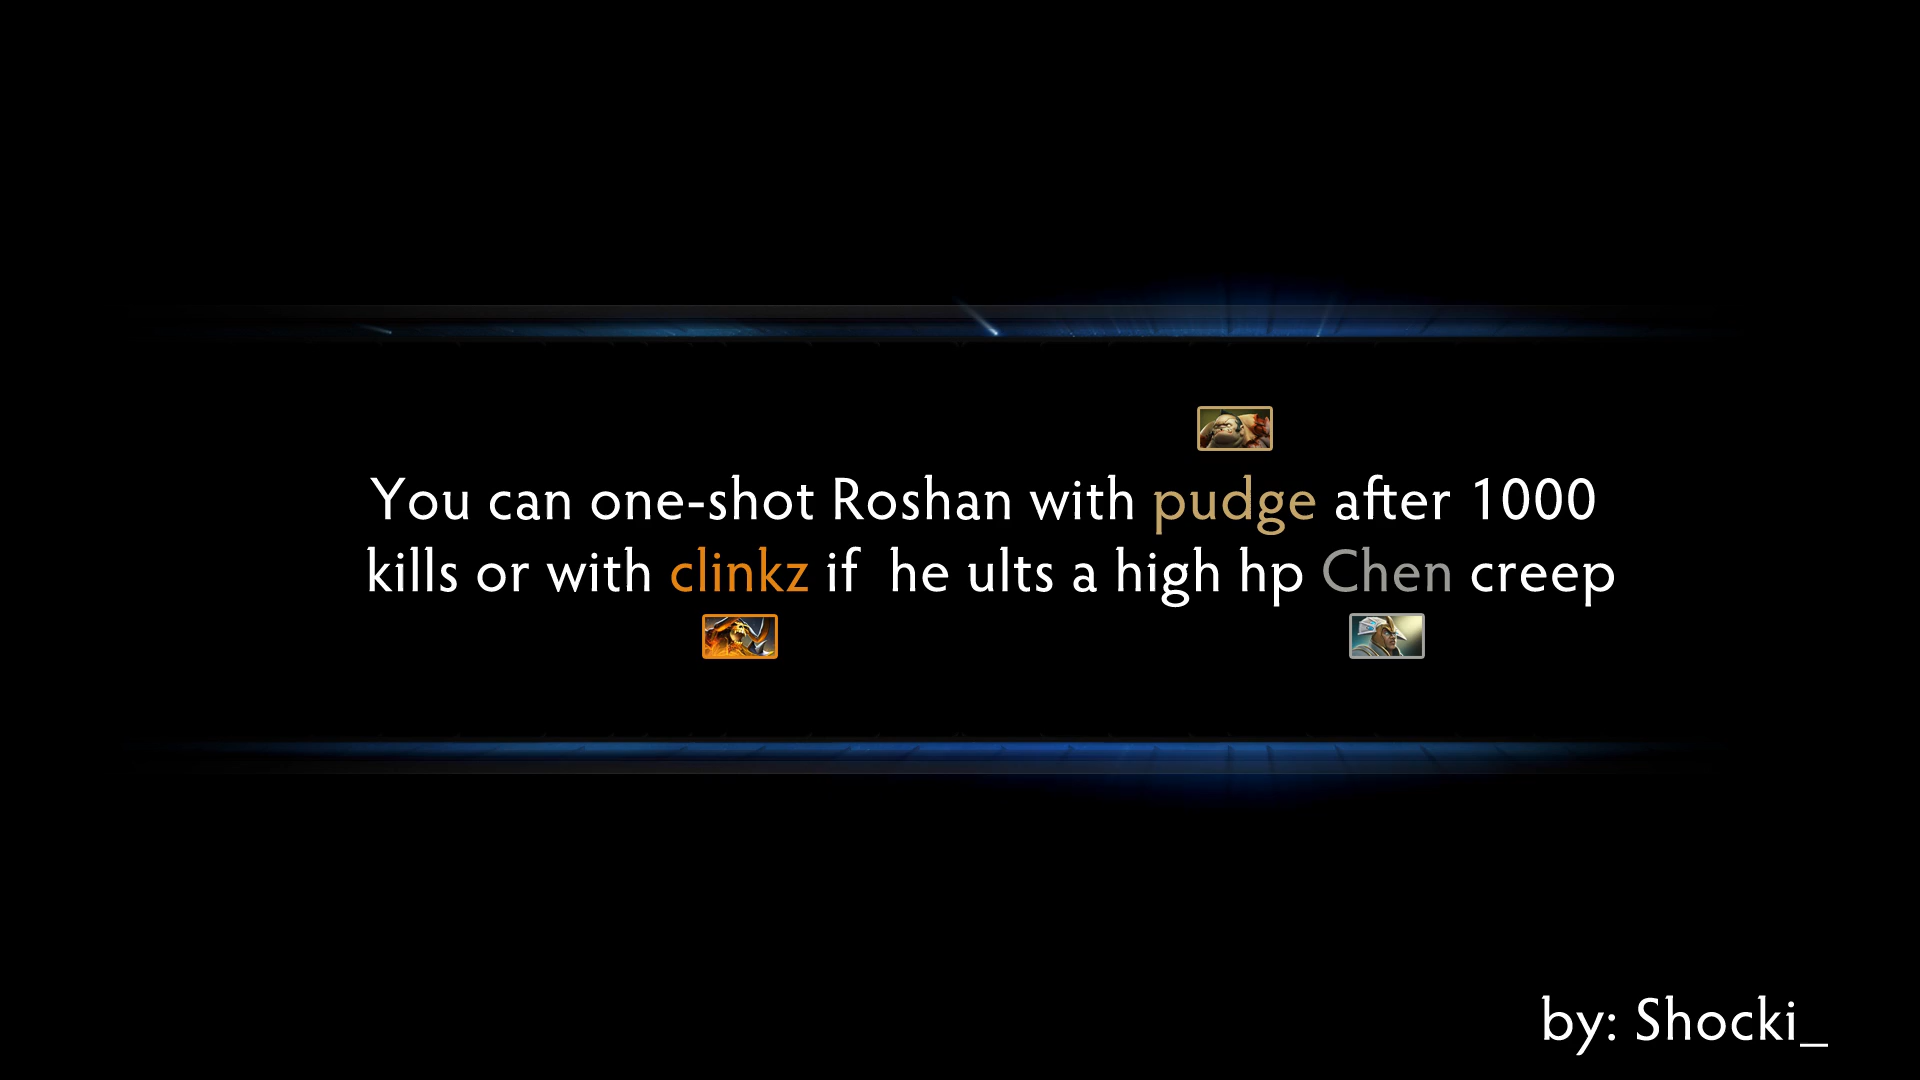 You can one-shot Roshan with pudge after 1000
kills or with clinkz if  he ults a high hp Chen creep
by: Shocki_